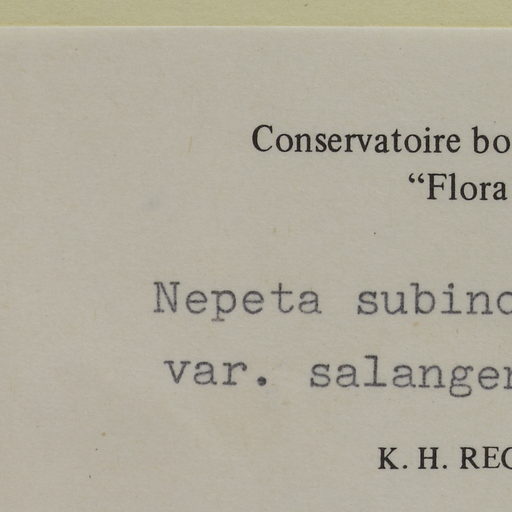 Conservatoire bo
“Flora
Nepeta subinc
var. salanger
K. H. REC